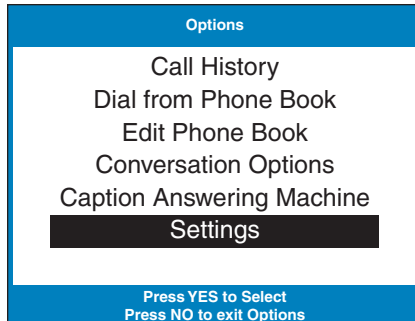 Options
Call History
Dial from Phone Book
Edit Phone Book
Conversation Options
Caption Answering Machine
Settings
Press YES to Select
Press NO to exit Options